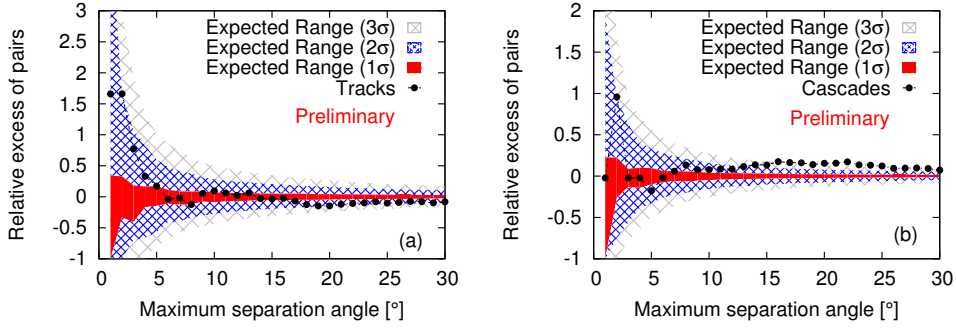 Relative excess of pairs
3
2.5
2
1.5
1
0.5
0
-0.5
-1
Expected Range (3σ)
Expected Range (2σ)
Expected Range (1σ)
Tracks
Preliminary
(a)
0 5 10 15 20 25 30
Maximum separation angle [°]
Relative excess of pairs
2
1.5
1
0.5
0
-0.5
-1
Expected Range (3σ)
Expected Range (2σ)
Expected Range (1σ)
Cascades
Preliminary
(b)
0 5 10 15 20 25 30
Maximum separation angle [°]